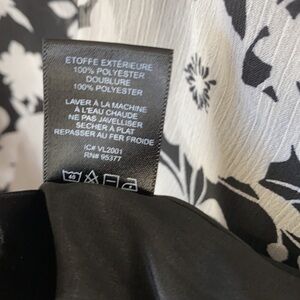 ETOFFE EXTÉRIEURE
100% POLYESTER
DOUBLURE
100% POLYESTER
LAVER À LA MACHINE
À L'EAU CHAUDE
NE PAS JAVELLISER
SECHER À PLAT
REPASSER AU FER FROIDE
IC# VL2001
RN# 95377